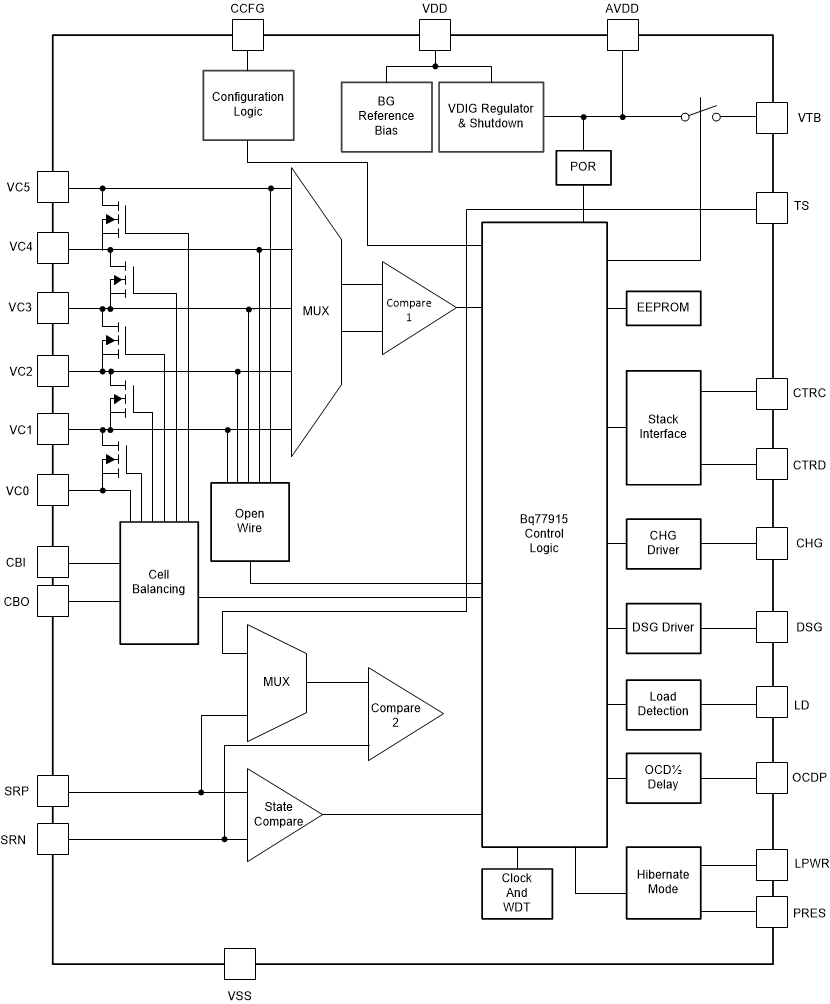 CCFG
VDD
AVDD
Configuration
Logic
BG
Reference
Bias
VDIG Regulator
& Shutdown
VTB
POR
VC5
TS
VC4
VC3
MUX
Compare
1
EEPROM
VC2
CTRC
VC1
Stack
Interface
CTRD
VC0
Open
Wire
Bq77915
Control
Logic
CHG
Driver
CHG
CBI
Cell
Balancing
CBO
DSG Driver
DSG
MUX
Compare
2
Load
Detection
LD
SRP
OCD½
Delay
OCDP
State
Compare
SRN
LPWR
Clock
And
WDT
Hibernate
Mode
PRES
VSS